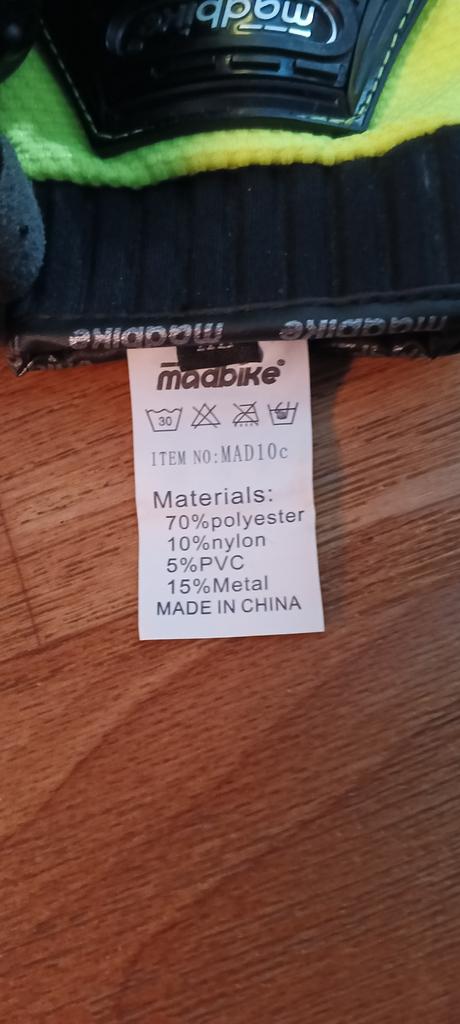 madbike
madbike madbike
madbike®
30
ITEM NO:MAD10c
Materials:
70%polyester
10%nylon
5%PVC
15%Metal
MADE IN CHINA